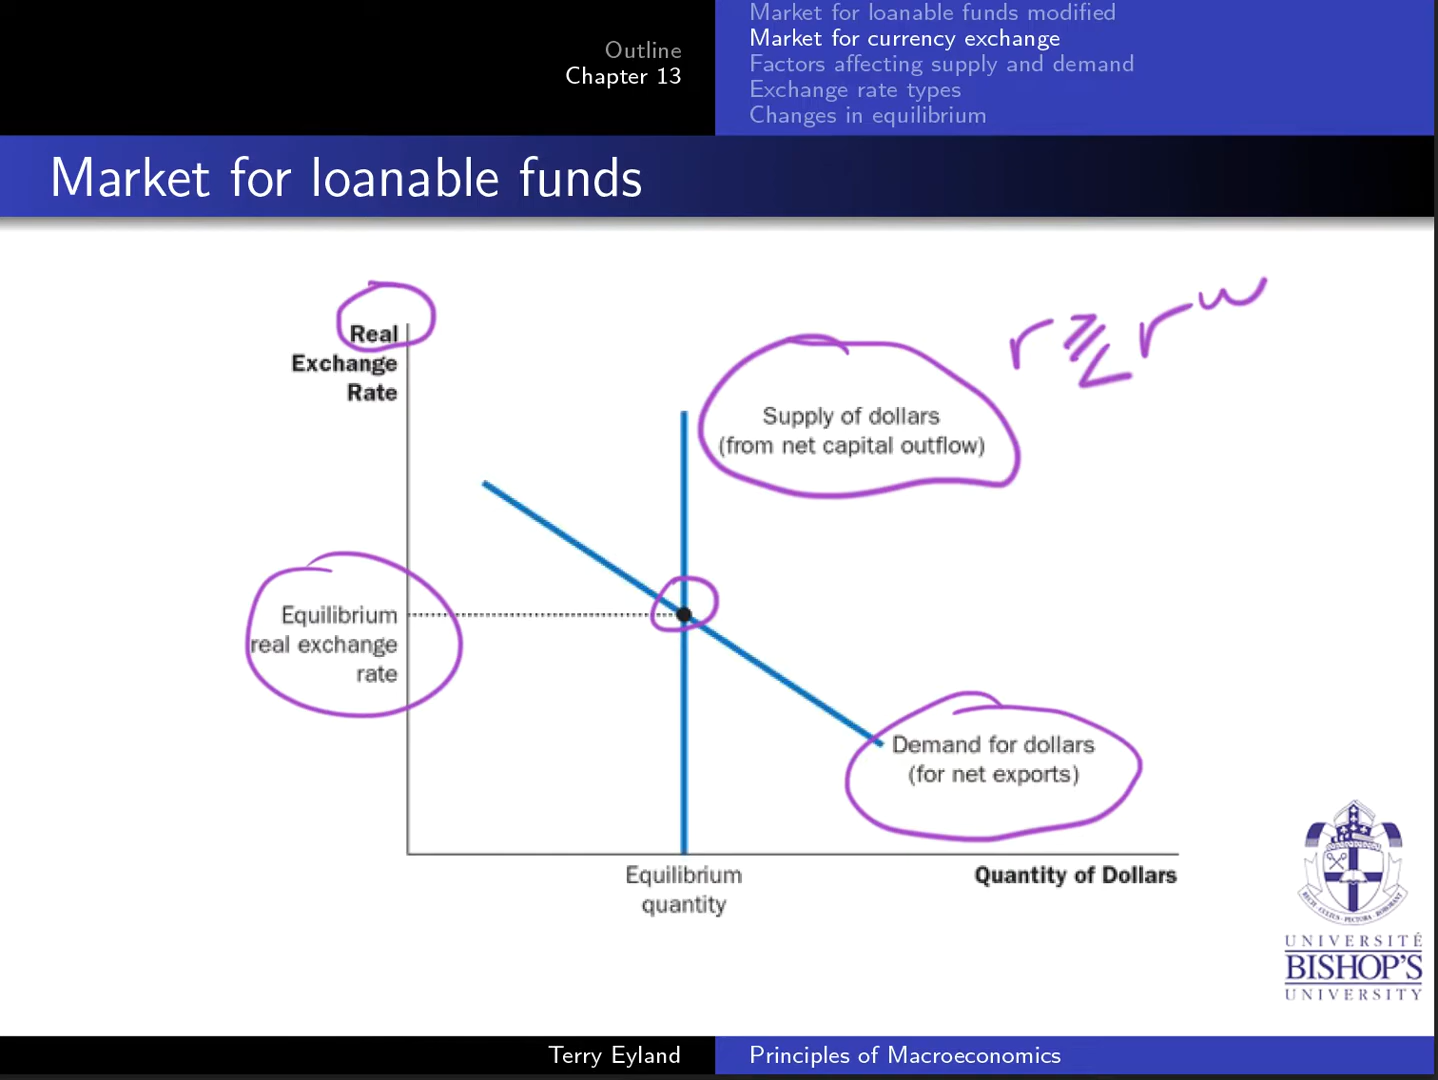 Outline
Chapter 13
Market for loanable funds modified
Market for currency exchange
Factors affecting supply and demand
Exchange rate types
Changes in equilibrium
Market for loanable funds
Real
Exchange
Rate
r ⋛ r^w
Supply of dollars
(from net capital outflow)
Equilibrium
real exchange
rate
Demand for dollars
(for net exports)
Equilibrium
quantity
Quantity of Dollars
UNIVERSITÉ
BISHOP'S
UNIVERSITY
Terry Eyland
Principles of Macroeconomics